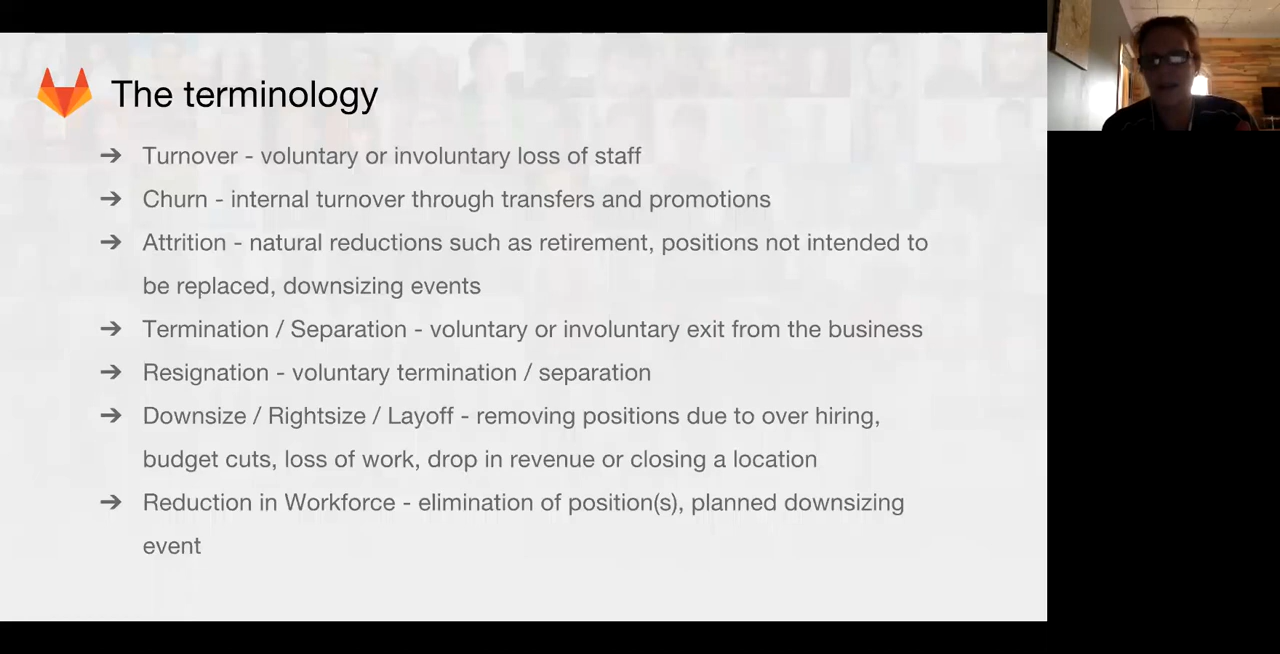 The terminology
➔ Turnover - voluntary or involuntary loss of staff
➔ Churn - internal turnover through transfers and promotions
➔ Attrition - natural reductions such as retirement, positions not intended to
be replaced, downsizing events
➔ Termination / Separation - voluntary or involuntary exit from the business
➔ Resignation - voluntary termination / separation
➔ Downsize / Rightsize / Layoff - removing positions due to over hiring,
budget cuts, loss of work, drop in revenue or closing a location
➔ Reduction in Workforce - elimination of position(s), planned downsizing
event